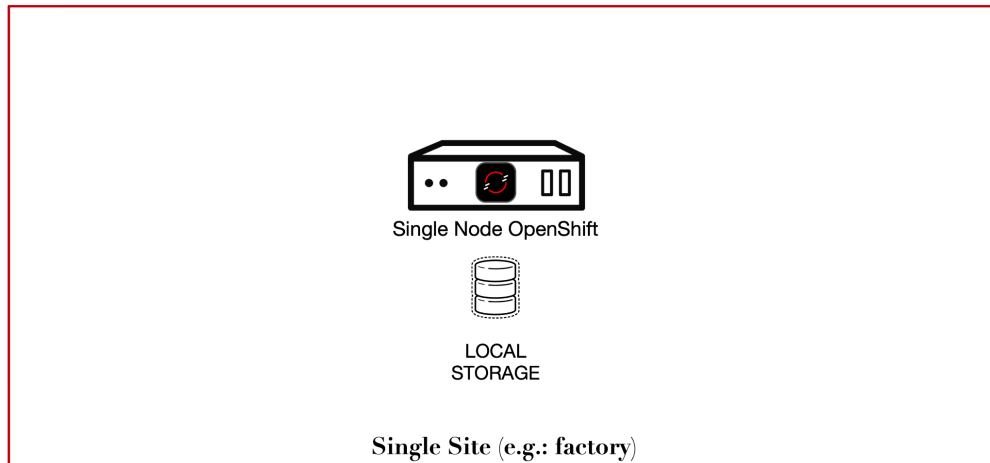 Single Node OpenShift
LOCAL
STORAGE
Single Site (e.g.: factory)